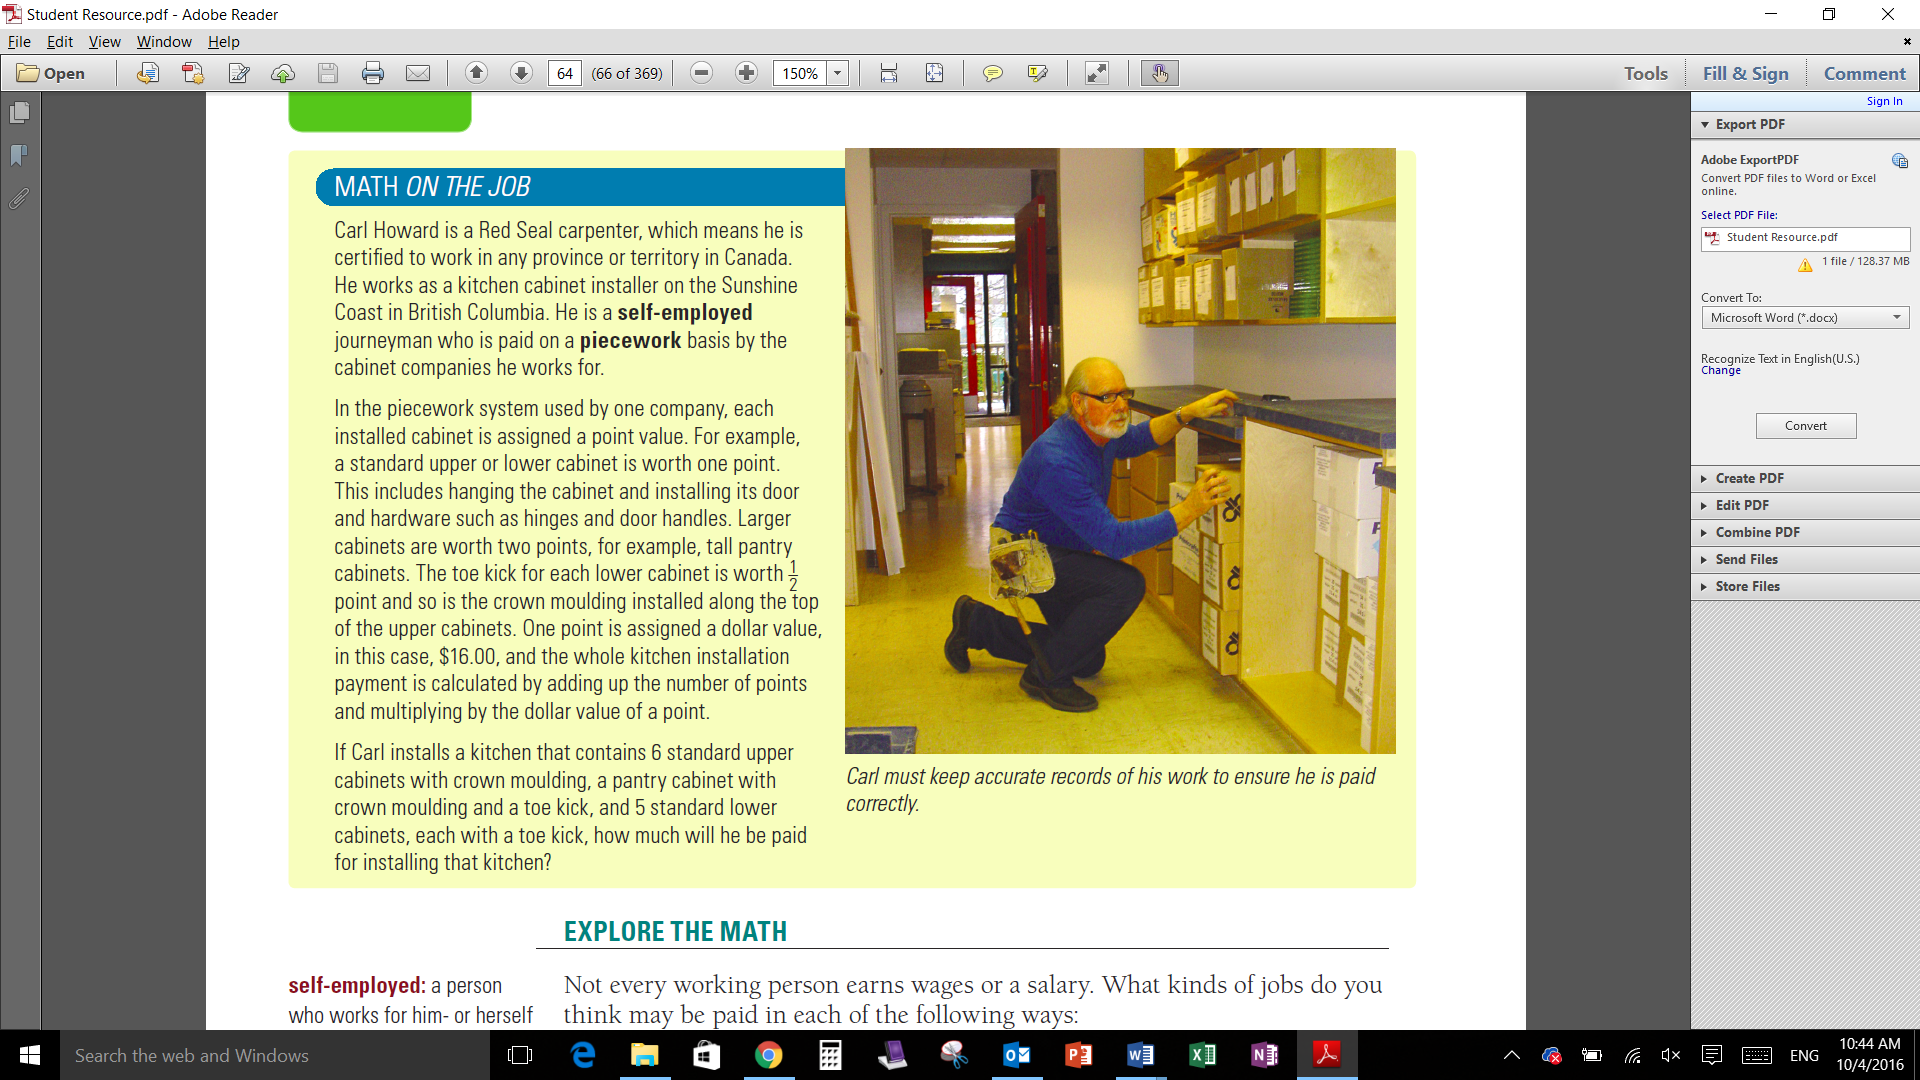 Student Resource.pdf - Adobe Reader
File Edit View Window Help
Open 64 (66 of 369) 150% Tools Fill & Sign Comment
Sign In
Export PDF
Adobe ExportPDF
Convert PDF files to Word or Excel
online.
Select PDF File:
Student Resource.pdf
1 file / 128.37 MB
Convert To:
Microsoft Word (*.docx)
Recognize Text in English(U.S.)
Change
Convert
Create PDF
Edit PDF
Combine PDF
Send Files
Store Files
MATH ON THE JOB
Carl Howard is a Red Seal carpenter, which means he is
certified to work in any province or territory in Canada.
He works as a kitchen cabinet installer on the Sunshine
Coast in British Columbia. He is a self-employed
journeyman who is paid on a piecework basis by the
cabinet companies he works for.
In the piecework system used by one company, each
installed cabinet is assigned a point value. For example,
a standard upper or lower cabinet is worth one point.
This includes hanging the cabinet and installing its door
and hardware such as hinges and door handles. Larger
cabinets are worth two points, for example, tall pantry
cabinets. The toe kick for each lower cabinet is worth 1/2
point and so is the crown moulding installed along the top
of the upper cabinets. One point is assigned a dollar value,
in this case, $16.00, and the whole kitchen installation
payment is calculated by adding up the number of points
and multiplying by the dollar value of a point.
If Carl installs a kitchen that contains 6 standard upper
cabinets with crown moulding, a pantry cabinet with
crown moulding and a toe kick, and 5 standard lower
cabinets, each with a toe kick, how much will he be paid
for installing that kitchen?
Carl must keep accurate records of his work to ensure he is paid
correctly.
EXPLORE THE MATH
self-employed: a person
who works for him- or herself
Not every working person earns wages or a salary. What kinds of jobs do you
think may be paid in each of the following ways:
Search the web and Windows
ENG
10:44 AM
10/4/2016